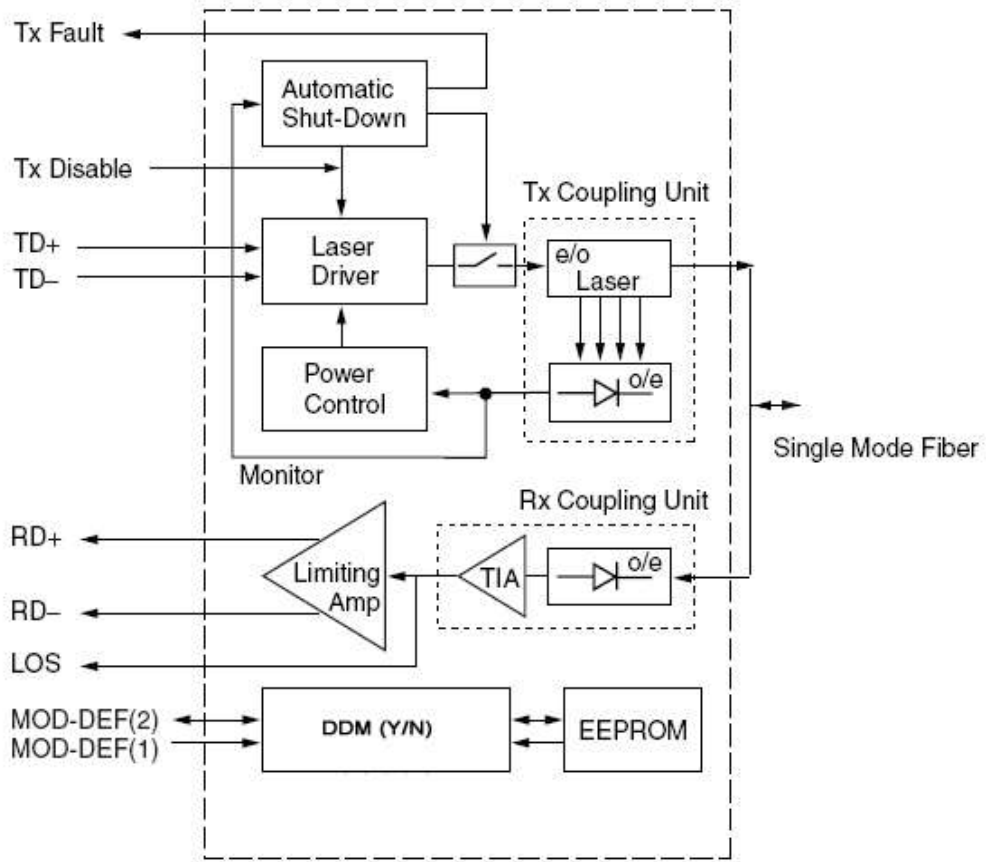 Tx Fault
Automatic
Shut-Down
Tx Disable
Tx Coupling Unit
TD+
TD–
Laser
Driver
e/o
Laser
Power
Control
o/e
Single Mode Fiber
Monitor
Rx Coupling Unit
RD+
RD–
Limiting
Amp
TIA
o/e
LOS
MOD-DEF(2)
MOD-DEF(1)
DDM (Y/N)
EEPROM